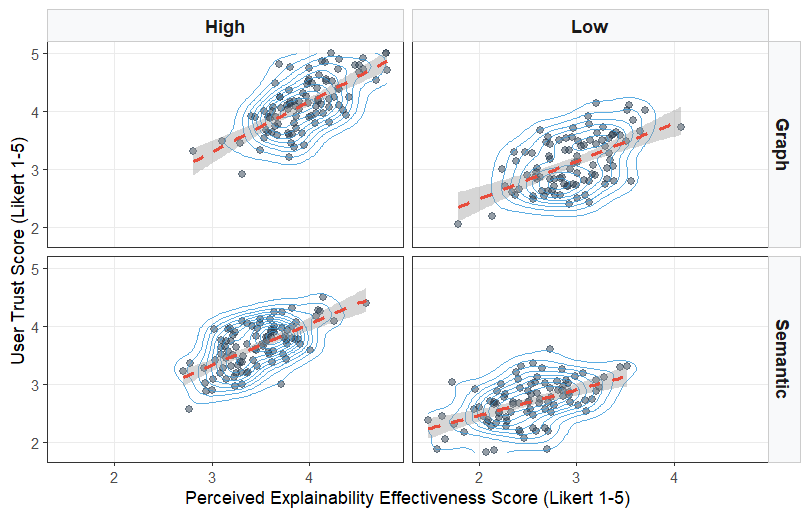 High
Low
5
4
3
2
Graph
5
4
3
2
Semantic
User Trust Score (Likert 1-5)
2
3
4
2
3
4
Perceived Explainability Effectiveness Score (Likert 1-5)